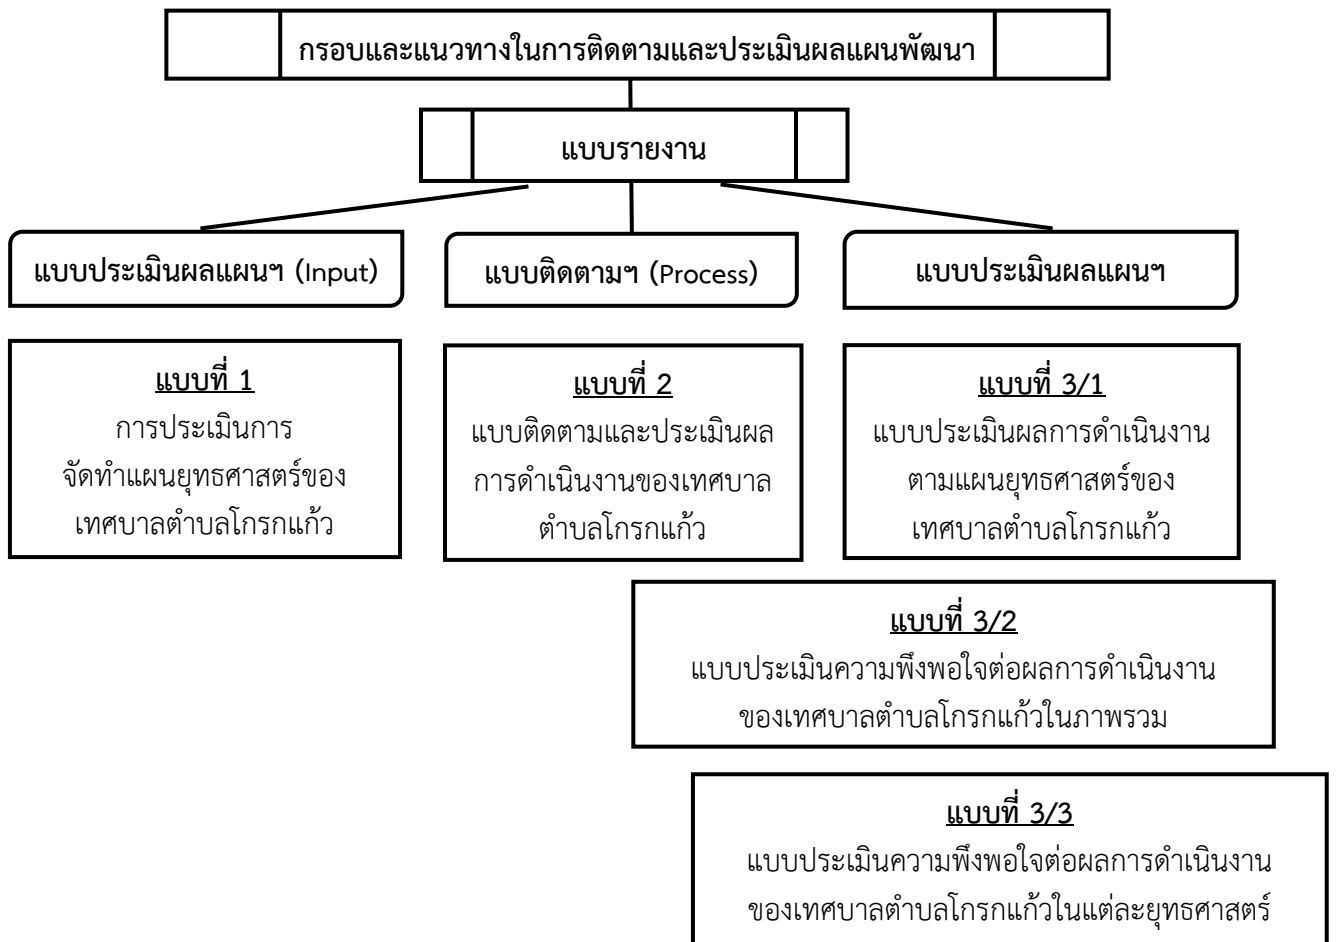 กรอบและแนวทางในการติดตามและประเมินผลแผนพัฒนา
แบบรายงาน
แบบประเมินผลแผนฯ (Input)
แบบติดตามฯ (Process)
แบบประเมินผลแผนฯ
แบบที่ 1
การประเมินการ
จัดทำแผนยุทธศาสตร์ของ
เทศบาลตำบลโกรกแก้ว
แบบที่ 2
แบบติดตามและประเมินผล
การดำเนินงานของเทศบาล
ตำบลโกรกแก้ว
แบบที่ 3/1
แบบประเมินผลการดำเนินงาน
ตามแผนยุทธศาสตร์ของ
เทศบาลตำบลโกรกแก้ว
แบบที่ 3/2
แบบประเมินความพึงพอใจต่อผลการดำเนินงาน
ของเทศบาลตำบลโกรกแก้วในภาพรวม
แบบที่ 3/3
แบบประเมินความพึงพอใจต่อผลการดำเนินงาน
ของเทศบาลตำบลโกรกแก้วในแต่ละยุทธศาสตร์